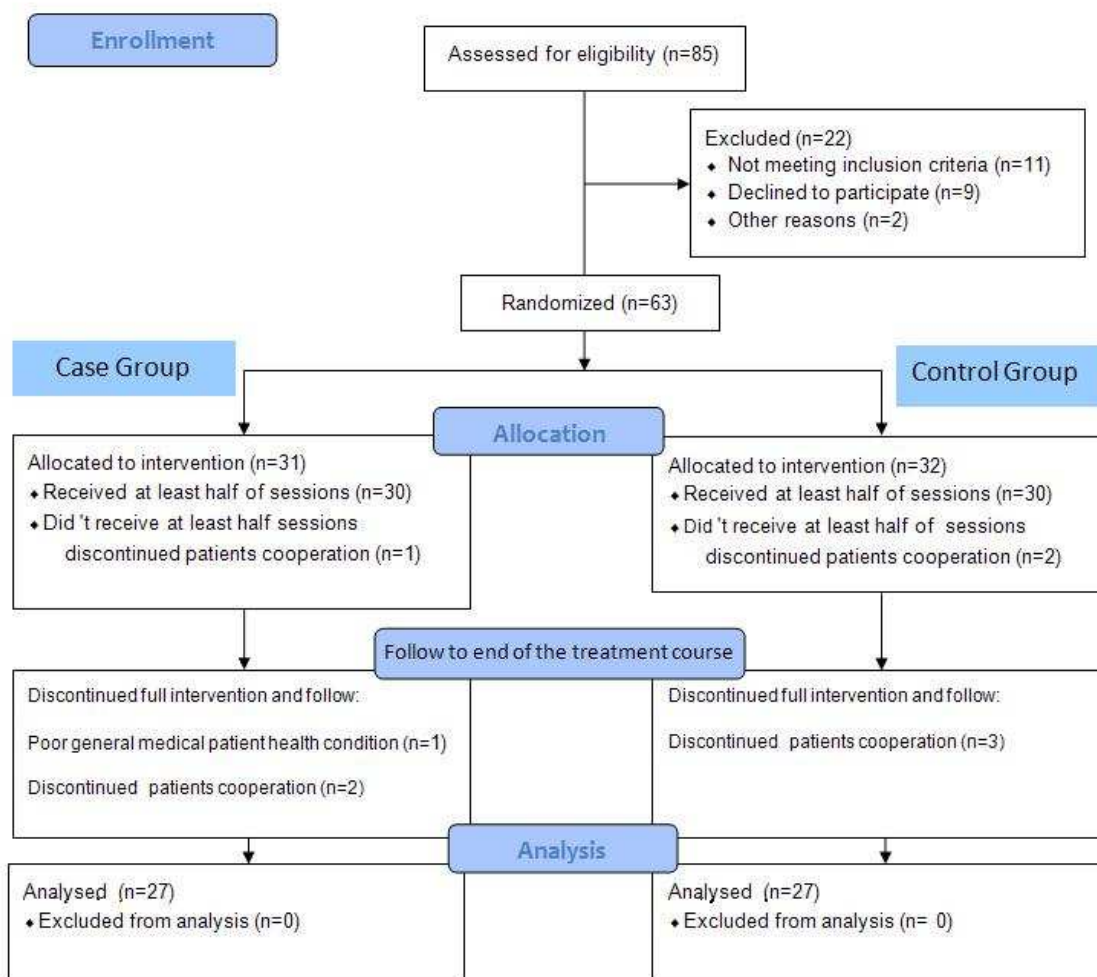 Enrollment
Assessed for eligibility (n=85)
Excluded (n=22)
⬥ Not meeting inclusion criteria (n=11)
⬥ Declined to participate (n=9)
⬥ Other reasons (n=2)
Randomized (n=63)
Case Group
Control Group
Allocation
Allocated to intervention (n=31)
⬥ Received at least half of sessions (n=30)
⬥ Did 't receive at least half sessions
discontinued patients cooperation (n=1)
Allocated to intervention (n=32)
⬥ Received at least half of sessions (n=30)
⬥ Did 't receive at least half of sessions
discontinued patients cooperation (n=2)
Follow to end of the treatment course
Discontinued full intervention and follow:
Poor general medical patient health condition (n=1)
Discontinued patients cooperation (n=2)
Discontinued full intervention and follow:
Discontinued patients cooperation (n=3)
Analysis
Analysed (n=27)
⬥ Excluded from analysis (n=0)
Analysed (n=27)
⬥ Excluded from analysis (n= 0)